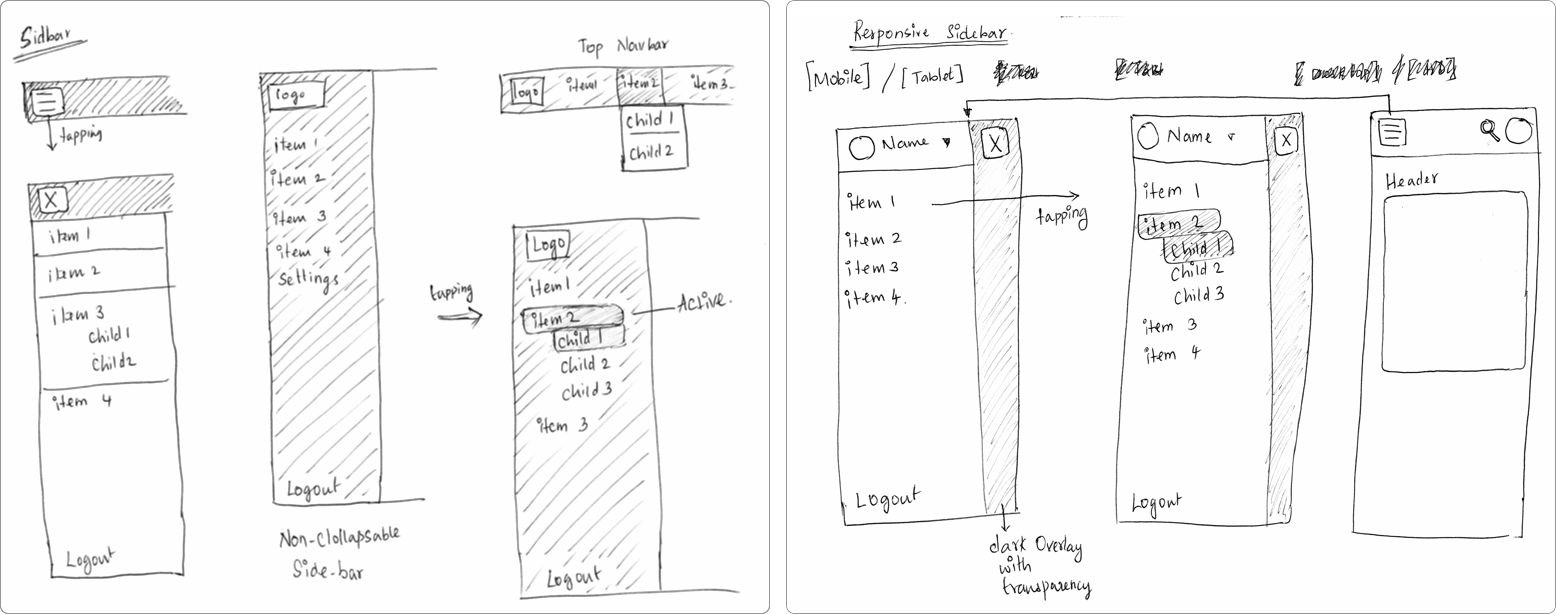 Sidbar
tapping
X
item 1
item 2
item 3
child 1
child2
item 4
Logout
logo
item 1
item 2
item 3
item 4
Settings
Logout
Non-Clollapsable
Side-bar
Top Navbar
logo
item1
item2
item3
child 1
child 2
tapping
Logo
item 1
item 2
child 1
child 2
child 3
item 3
Logout
Active.
Responsive Sidebar.
[Mobile] / [Tablet]
Name
X
item 1
item 2
item 3
item 4.
Logout
dark Overlay
with
transparency
tapping
Name
X
item 1
item 2
child 1
child 2
child 3
item 3
item 4
Logout
Header